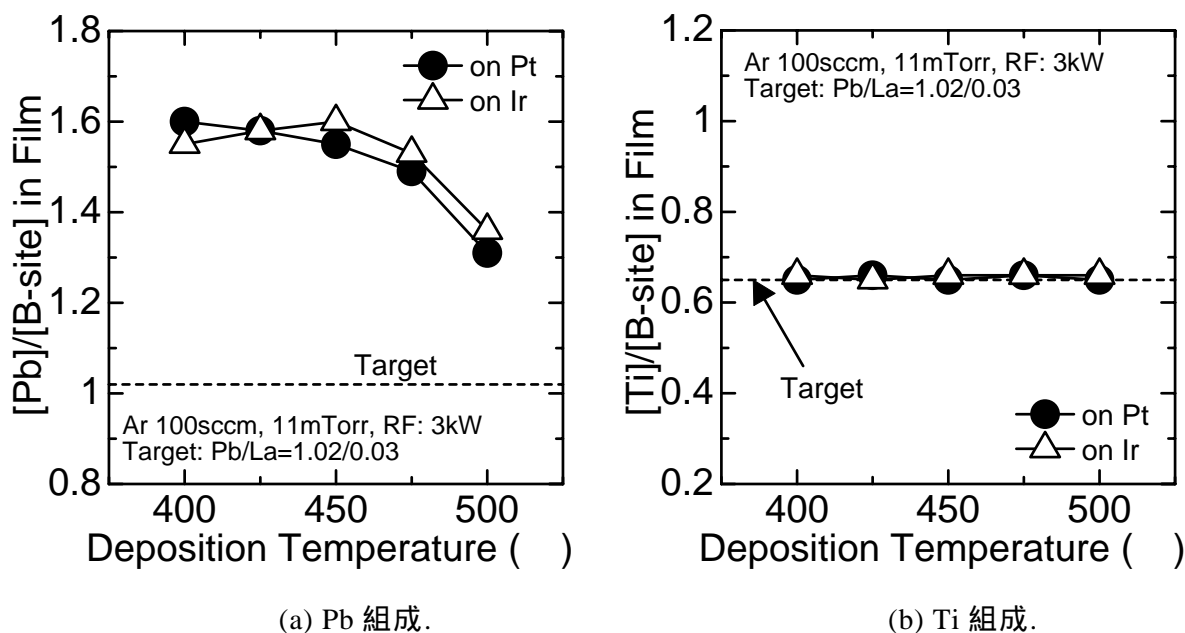 1.8
1.6
1.4
1.2
1
0.8
400
450
500
[Pb]/[B-site] in Film
Deposition Temperature ( )
on Pt
on Ir
Target
Ar 100sccm, 11mTorr, RF: 3kW
Target: Pb/La=1.02/0.03
(a) Pb 組成.
1.2
1
0.8
0.6
0.4
0.2
400
450
500
[Ti]/[B-site] in Film
Deposition Temperature ( )
Ar 100sccm, 11mTorr, RF: 3kW
Target: Pb/La=1.02/0.03
Target
on Pt
on Ir
(b) Ti 組成.